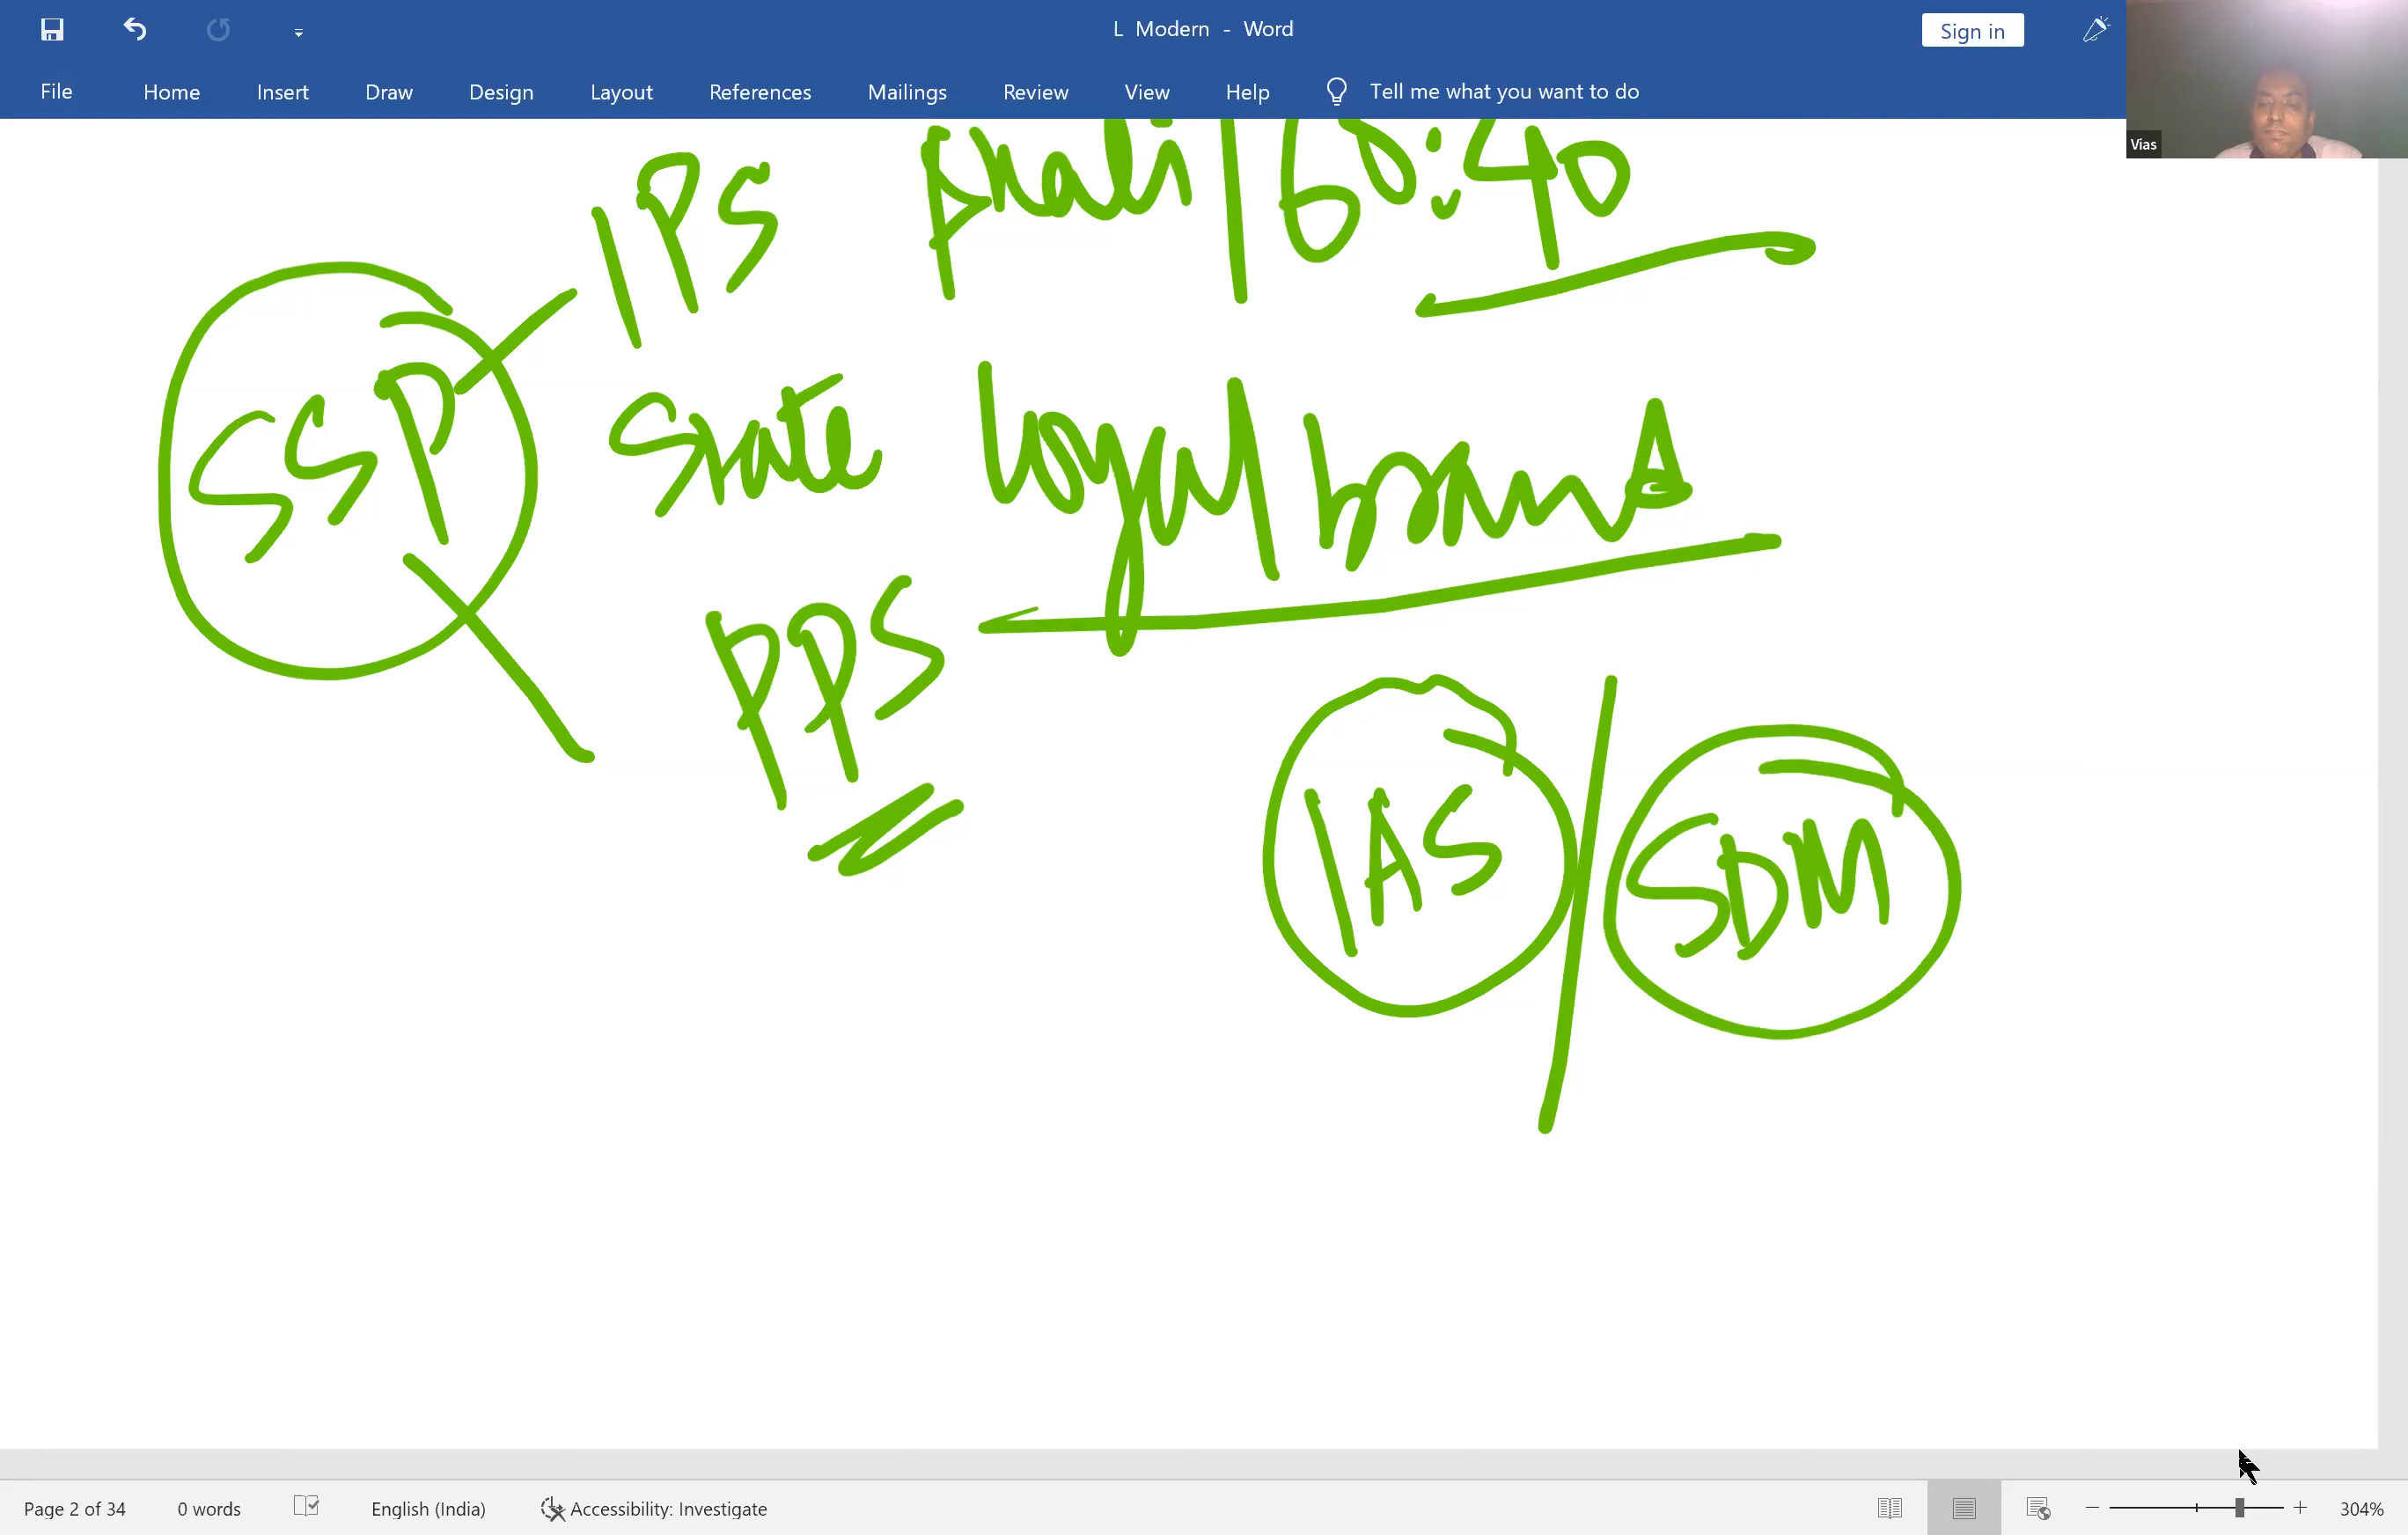 L Modern - Word
Sign in
File Home Insert Draw Design Layout References Mailings Review View Help Tell me what you want to do
Vias
IPS
60:40
SSP
State
loyal
PPS
IAS / SDM
Page 2 of 34 0 words English (India) Accessibility: Investigate 304%